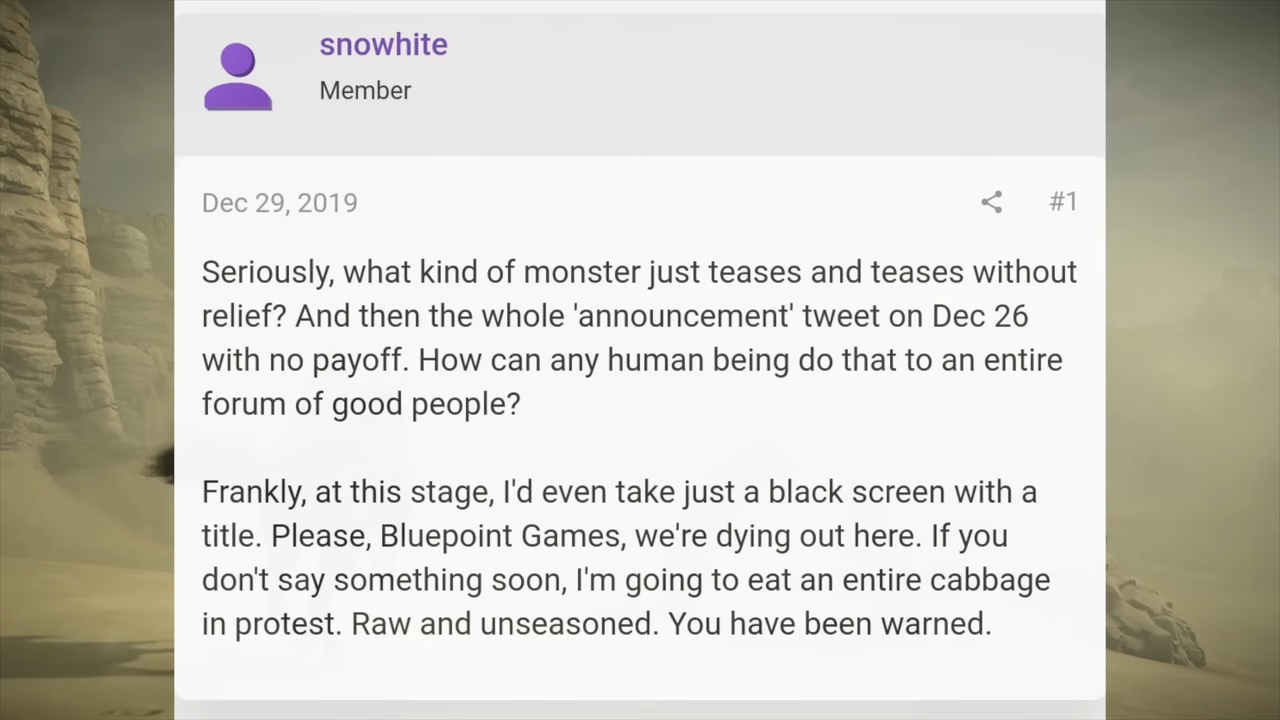 snowhite
Member
Dec 29, 2019
#1
Seriously, what kind of monster just teases and teases without
relief? And then the whole 'announcement' tweet on Dec 26
with no payoff. How can any human being do that to an entire
forum of good people?
Frankly, at this stage, I'd even take just a black screen with a
title. Please, Bluepoint Games, we're dying out here. If you
don't say something soon, I'm going to eat an entire cabbage
in protest. Raw and unseasoned. You have been warned.